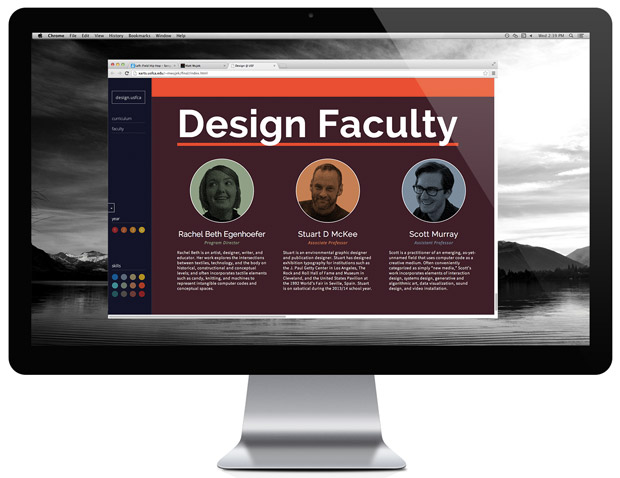 Chrome File Edit View History Bookmarks Window Help
Wed 2:39 PM
Design @ USF
design.usfca
curriculum
faculty
year
skills
Design Faculty
Rachel Beth Egenhoefer
Program Director
Rachel Beth is an artist, designer, writer, and
educator. Her work explores the intersections
between textiles, technology, and the body on
historical, constructional and conceptual
levels; and often incorporates tactile elements
such as candy, knitting, and machines to
represent intangible computer codes and
conceptual spaces.
Stuart D McKee
Associate Professor
Stuart is an environmental graphic designer
and publication designer. Stuart has designed
exhibition typography for institutions such as
the J. Paul Getty Center in Los Angeles, The
Rock and Roll Hall of Fame and Museum in
Cleveland, and the United States Pavilion at
the 1992 World's Fair in Seville, Spain. Stuart
is on sabbatical during the 2013/14 school year.
Scott Murray
Assistant Professor
Scott is a practitioner of an emerging, as-yet-
unnamed field that uses computer code as a
creative medium. Often conveniently
categorized as simply "new media," Scott's
work incorporates elements of interaction
design, systems design, generative and
algorithmic art, data visualization, sound
design, and video installation.